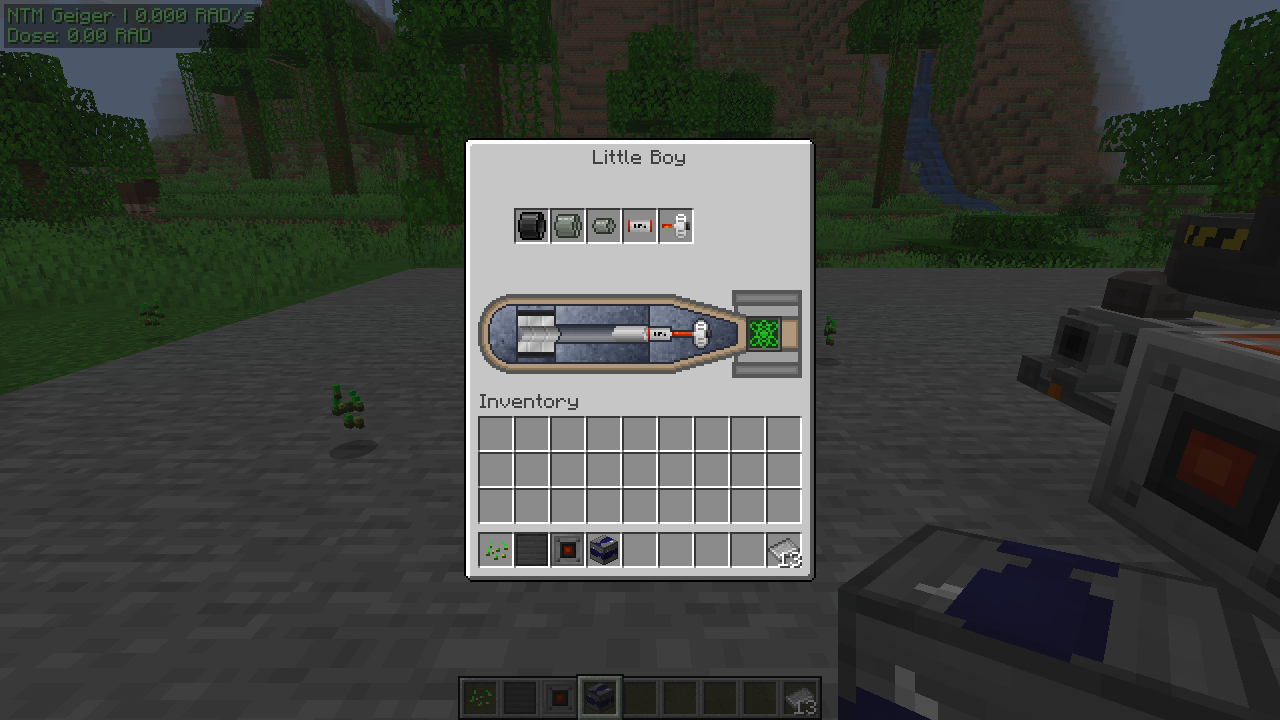 NTM Geiger | 0.000 RAD/s
Dose: 0.00 RAD
Little Boy
Inventory
13
13